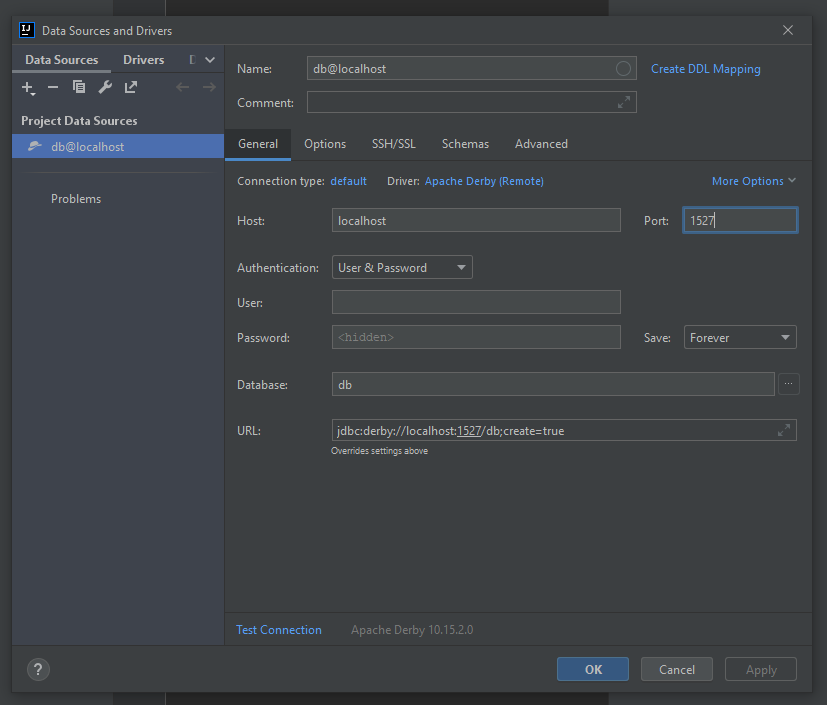 IJ Data Sources and Drivers
Data Sources Drivers D
Project Data Sources
db@localhost
Problems
Name: db@localhost Create DDL Mapping
Comment:
General Options SSH/SSL Schemas Advanced
Connection type: default Driver: Apache Derby (Remote) More Options
Host: localhost Port: 1527
Authentication: User & Password
User:
Password: <hidden> Save: Forever
Database: db ...
URL: jdbc:derby://localhost:1527/db;create=true
Overrides settings above
Test Connection Apache Derby 10.15.2.0
? OK Cancel Apply